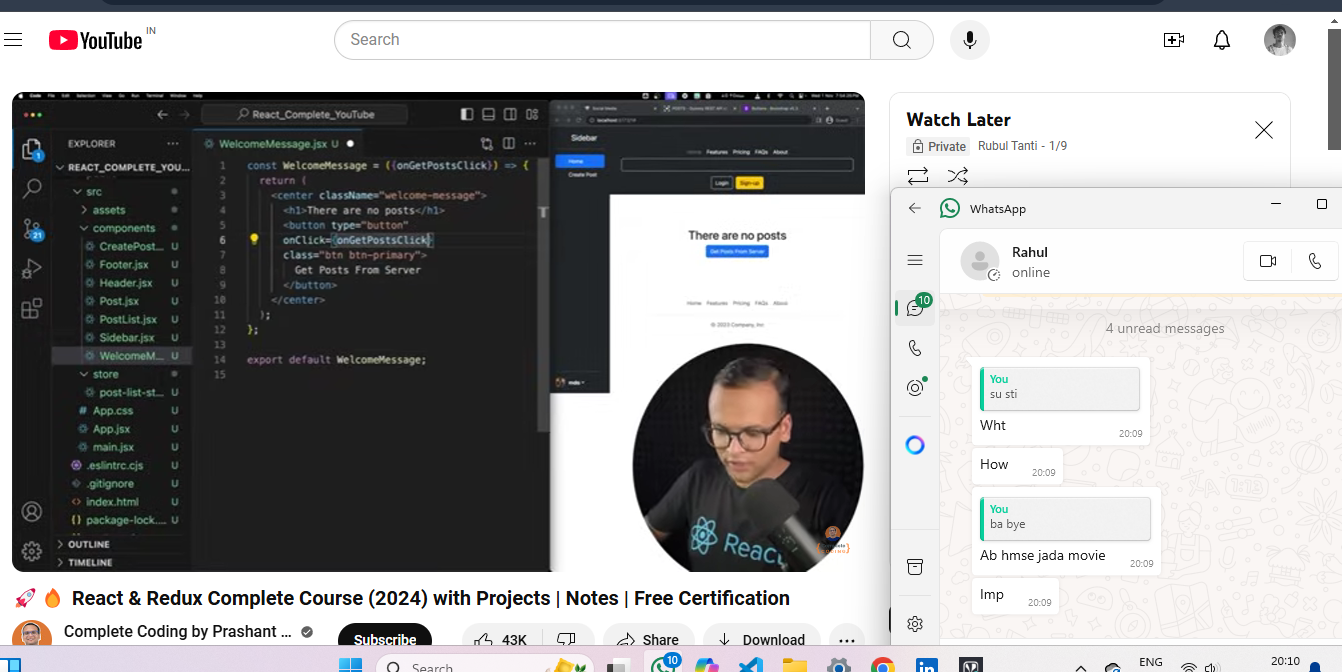 YouTube IN
Search
React_Complete_YouTube
EXPLORER
REACT_COMPLETE_YOU...
src
assets
components
CreatePost... U
Footer.jsx U
Header.jsx U
Post.jsx U
PostList.jsx U
Sidebar.jsx U
WelcomeM... U
store
post-list-st... U
App.css U
App.jsx U
main.jsx U
.eslintrc.cjs U
.gitignore U
index.html U
package-lock.... U
OUTLINE
TIMELINE
1
21
WelcomeMessage.jsx U
1 const WelcomeMessage = ({onGetPostsClick}) => {
2 return (
3 <center className="welcome-message">
4 <h1>There are no posts</h1>
5 <button type="button"
6 onClick={onGetPostsClick}
7 class="btn btn-primary">
8 Get Posts From Server
9 </button>
10 </center>
11 );
12 };
13
14 export default WelcomeMessage;
15
Sidebar
Home
Create Post
Home Features Pricing FAQs About
Login Sign-up
There are no posts
Get Posts From Server
Home Features Pricing FAQs About
© 2023 Company, Inc
mdo
React
🚀 🔥 React & Redux Complete Course (2024) with Projects | Notes | Free Certification
Complete Coding by Prashant ...
Subscribe
43K
Share
Download
Watch Later
Private Rubul Tanti - 1/9
WhatsApp
10
Rahul
online
4 unread messages
You
su sti
Wht
20:09
How
20:09
You
ba bye
Ab hmse jada movie
20:09
Imp
20:09
Search
10
ENG
20:10